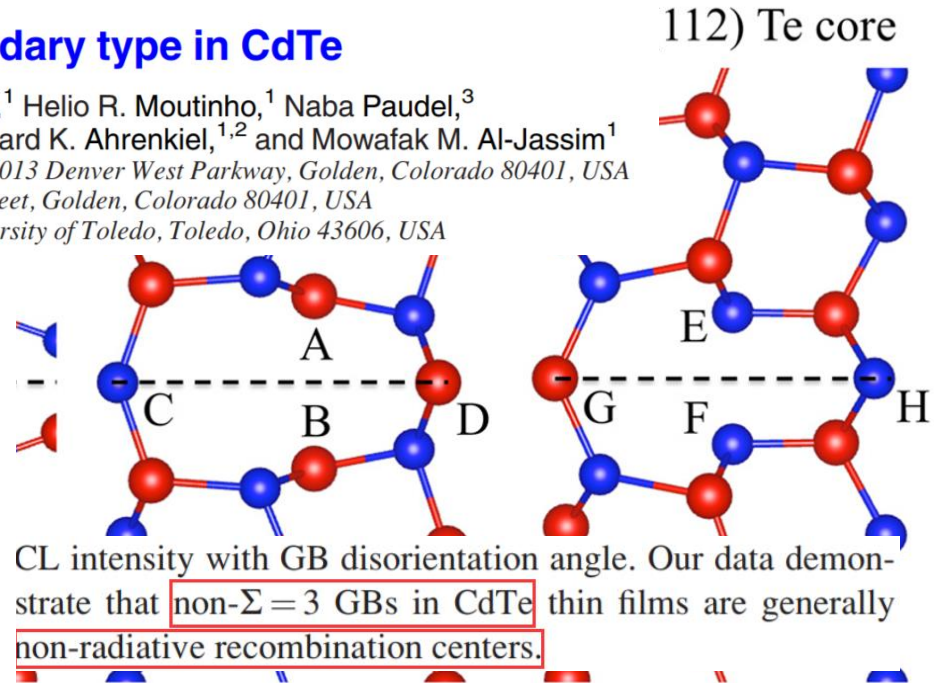 112) Te core
dary type in CdTe
,1 Helio R. Moutinho,1 Naba Paudel,3
ard K. Ahrenkiel,1,2 and Mowafak M. Al-Jassim1
013 Denver West Parkway, Golden, Colorado 80401, USA
eet, Golden, Colorado 80401, USA
rsity of Toledo, Toledo, Ohio 43606, USA
A
B
C
D
E
F
G
H
CL intensity with GB disorientation angle. Our data demon-
strate that non-Σ = 3 GBs in CdTe thin films are generally
non-radiative recombination centers.